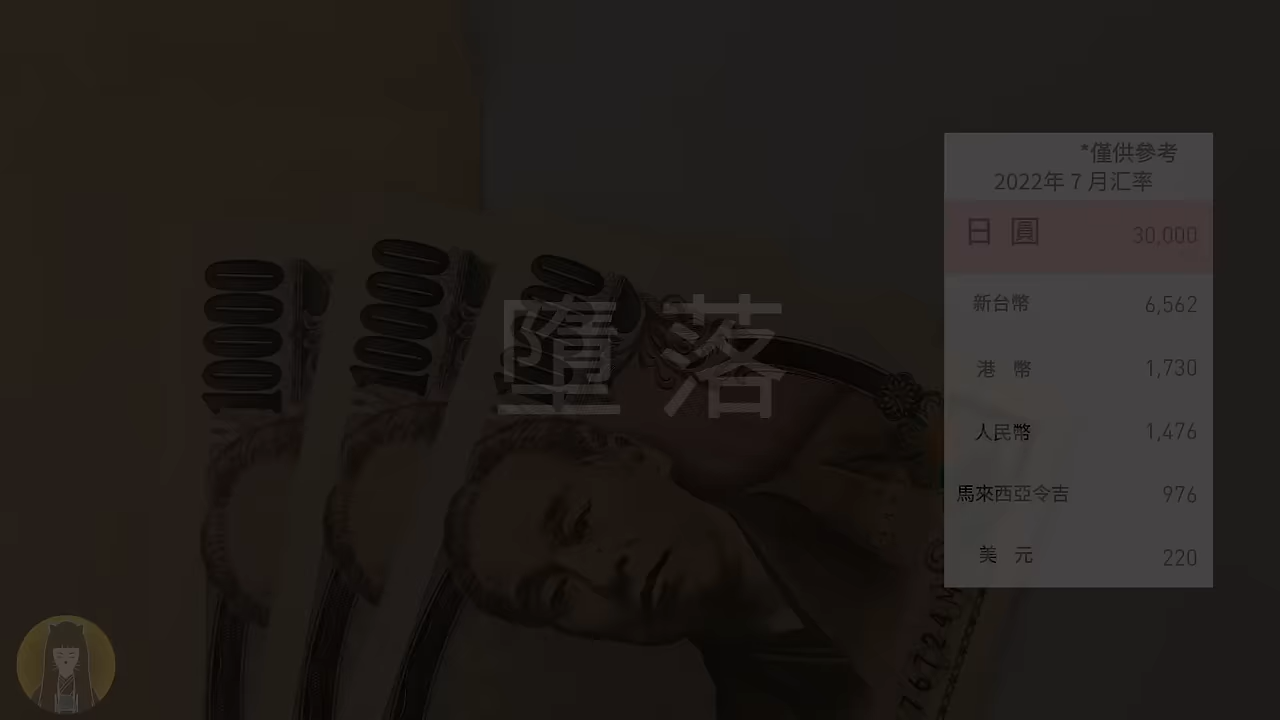 墮落
*僅供參考
2022年7月汇率
日圓 30,000
新台幣 6,562
港幣 1,730
人民幣 1,476
馬來西亞令吉 976
美元 220
767724M